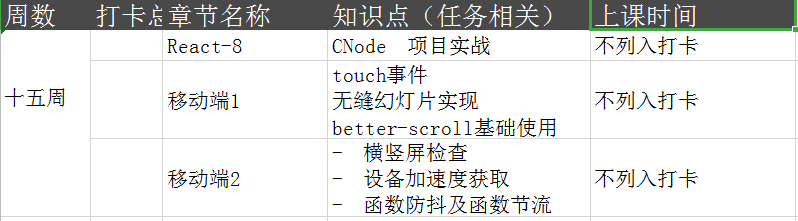 周数 打卡总 章节名称 知识点（任务相关） 上课时间
React-8 CNode 项目实战 不列入打卡
十五周
移动端1
touch事件
无缝幻灯片实现
better-scroll基础使用
不列入打卡
移动端2
- 横竖屏检查
- 设备加速度获取
- 函数防抖及函数节流
不列入打卡